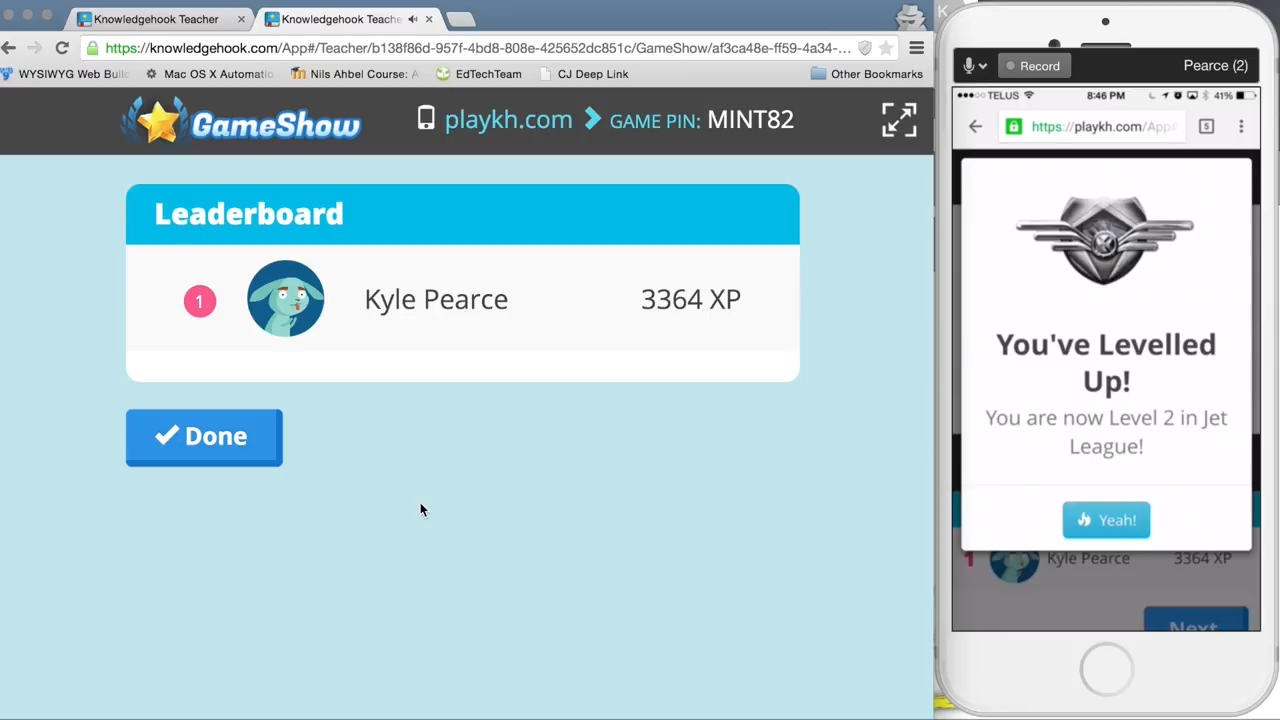 Knowledgehook Teacher
Knowledgehook Teache
https://knowledgehook.com/App#/Teacher/b138f86d-957f-4bd8-808e-425652dc851c/GameShow/af3ca48e-ff59-4a34-...
WYSIWYG Web Buil
Mac OS X Automatio
Nils Ahbel Course: A
EdTechTeam
CJ Deep Link
Other Bookmarks
GameShow
playkh.com
GAME PIN: MINT82
Leaderboard
1
Kyle Pearce
3364 XP
Done
K
Record
Pearce (2)
TELUS
8:46 PM
41%
https://playkh.com/App#
5
You've Levelled
Up!
You are now Level 2 in Jet
League!
Yeah!
1
Kyle Pearce
3364 XP
Next